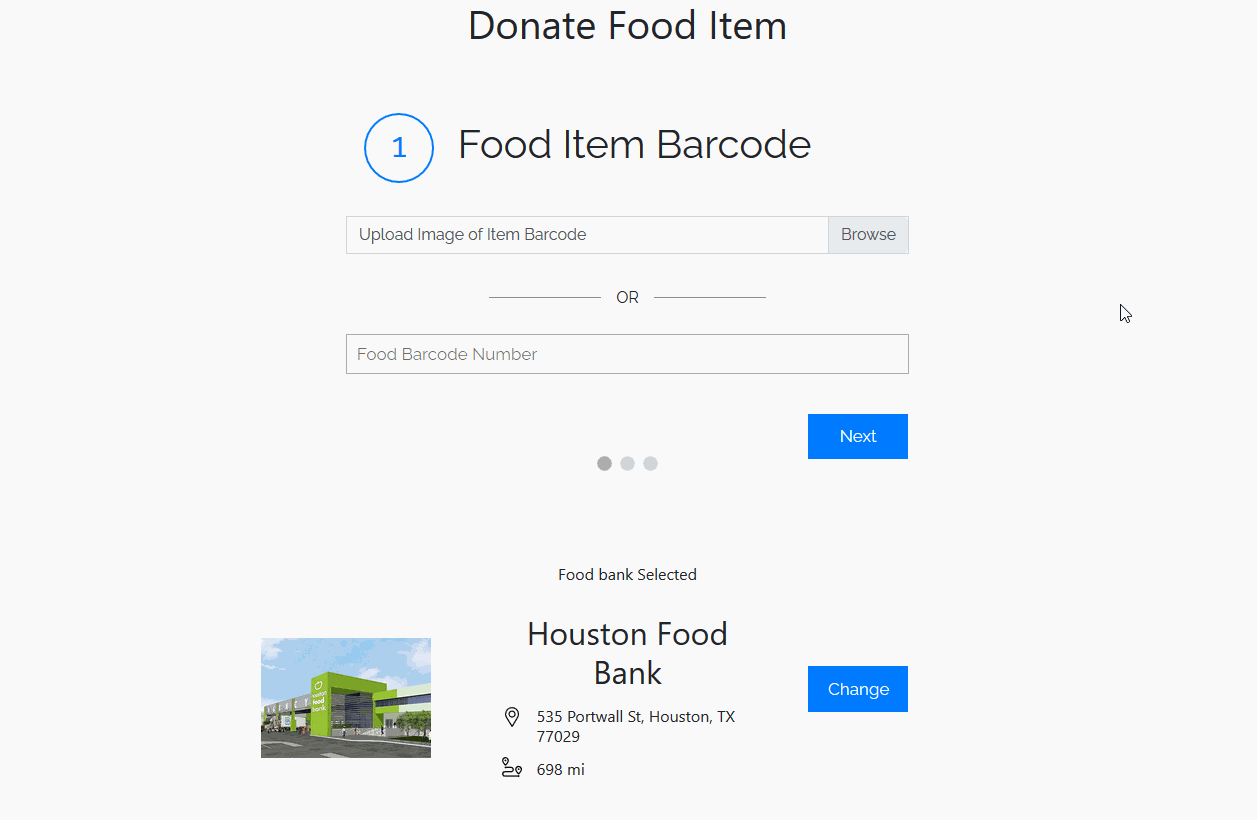 Donate Food Item
1
Food Item Barcode
Upload Image of Item Barcode
Browse
OR
Food Barcode Number
Next
Food bank Selected
Houston Food
Bank
houston
food
bank
535 Portwall St, Houston, TX
77029
698 mi
Change